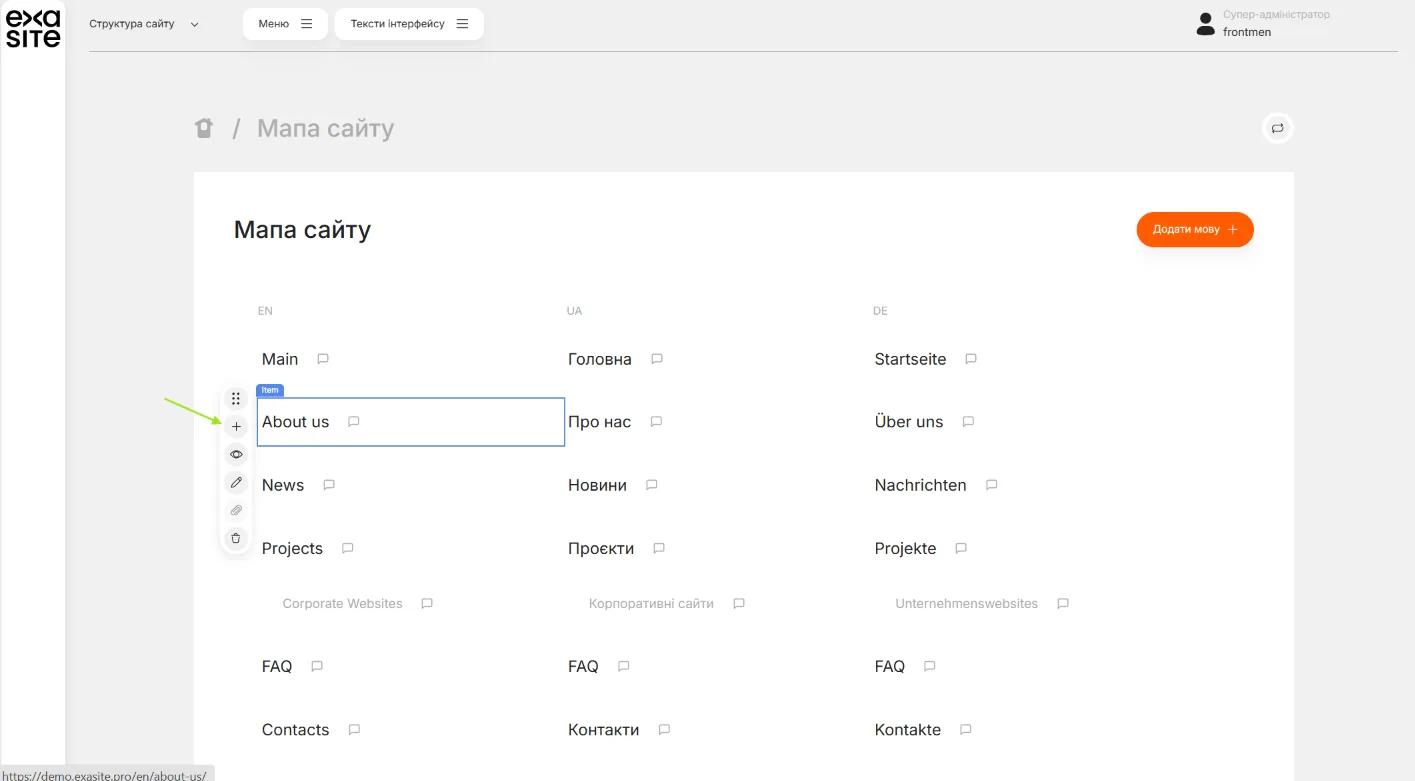 exa
site
Структура сайту
Меню
Тексти інтерфейсу
Супер-адміністратор
frontmen
/ Мапа сайту
Мапа сайту
Додати мову +
EN UA DE
Main Головна Startseite
Item
About us Про нас Über uns
News Новини Nachrichten
Projects Проєкти Projekte
Corporate Websites Корпоративні сайти Unternehmenswebsites
FAQ FAQ FAQ
Contacts Контакти Kontakte
https://demo.exasite.pro/en/about-us/